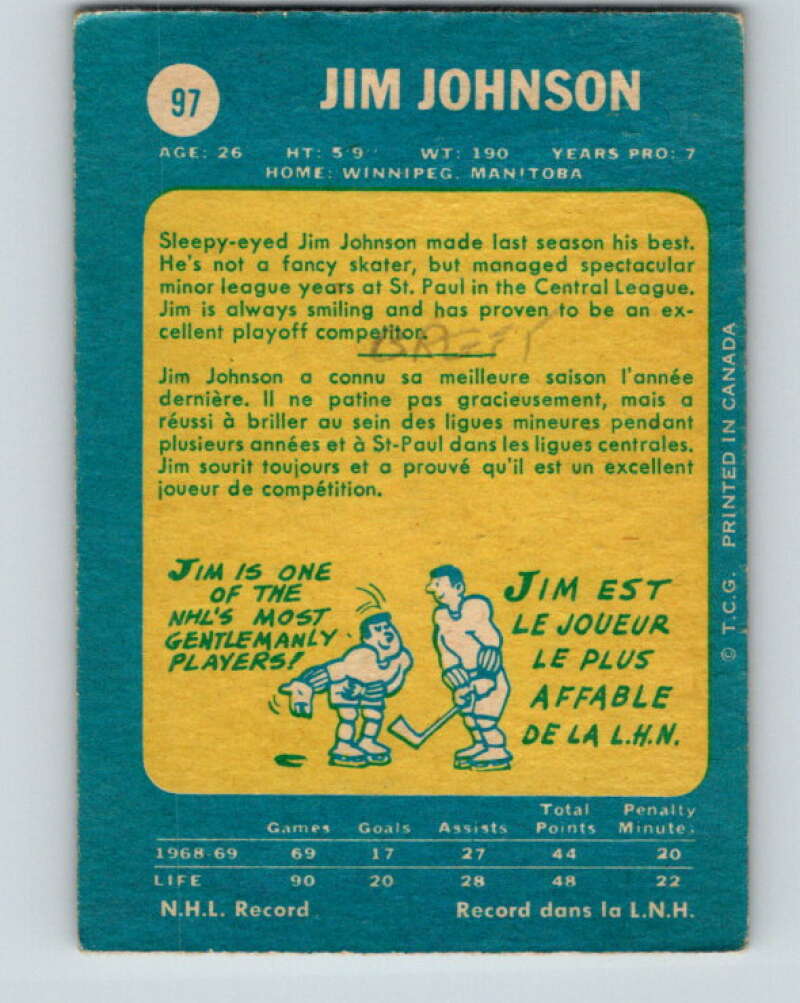 97
JIM JOHNSON
AGE: 26 HT: 5'9" WT: 190 YEARS PRO: 7
HOME: WINNIPEG, MANITOBA
Sleepy-eyed Jim Johnson made last season his best.
He's not a fancy skater, but managed spectacular
minor league years at St. Paul in the Central League.
Jim is always smiling and has proven to be an ex-
cellent playoff competitor.
Jim Johnson a connu sa meilleure saison l'année
dernière. Il ne patine pas gracieusement, mais a
réussi à briller au sein des ligues mineures pendant
plusieurs années et à St-Paul dans les ligues centrales.
Jim sourit toujours et a prouvé qu'il est un excellent
joueur de compétition.
JIM IS ONE
OF THE
NHL'S MOST
GENTLEMANLY
PLAYERS!
JIM EST
LE JOUEUR
LE PLUS
AFFABLE
DE LA L.H.N.
© T.C.G. PRINTED IN CANADA
Games Goals Assists Total Points Penalty Minutes
1968-69 69 17 27 44 20
LIFE 90 20 28 48 22
N.H.L. Record Record dans la L.N.H.